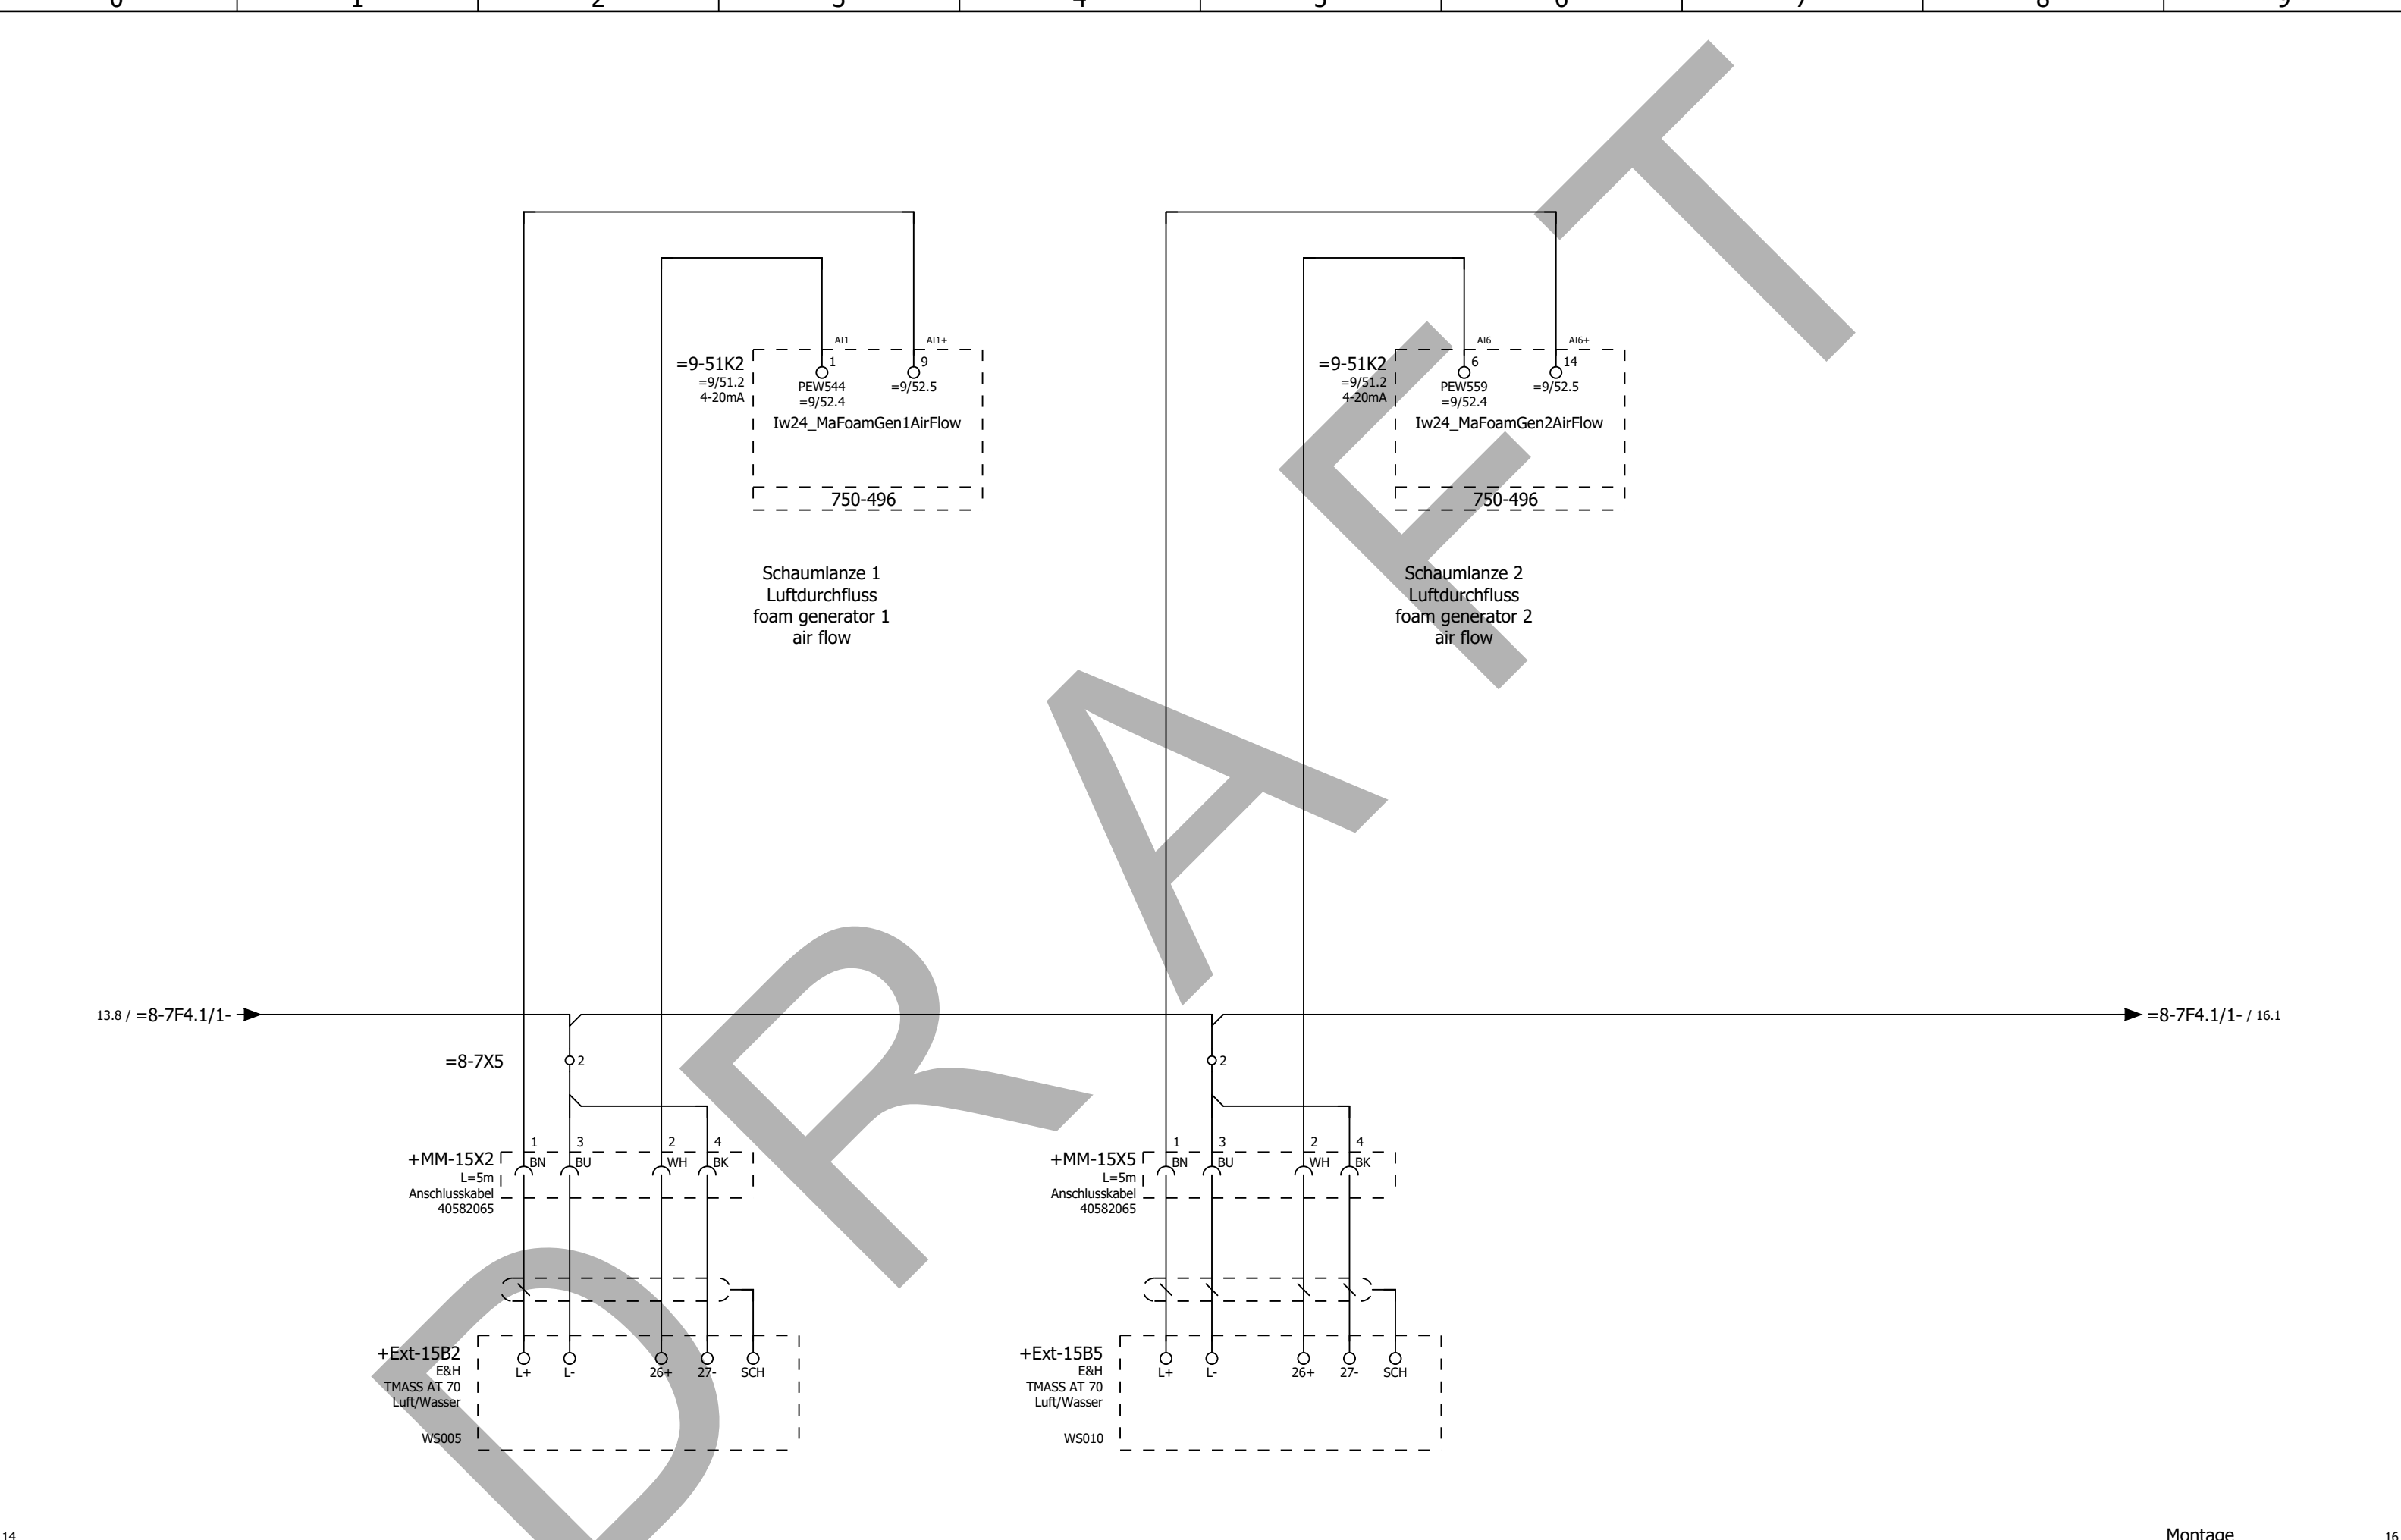 0 1 2 3 4 5 6 7 8 9
AI1 AI1+
=9-51K2 1 9
=9/51.2 PEW544 =9/52.5
4-20mA =9/52.4
Iw24_MaFoamGen1AirFlow
750-496
Schaumlanze 1
Luftdurchfluss
foam generator 1
air flow
AI6 AI6+
=9-51K2 6 14
=9/51.2 PEW559 =9/52.5
4-20mA =9/52.4
Iw24_MaFoamGen2AirFlow
750-496
Schaumlanze 2
Luftdurchfluss
foam generator 2
air flow
13.8 / =8-7F4.1/1-
=8-7F4.1/1- / 16.1
=8-7X5 2
2
1 3 2 4
+MM-15X2 BN BU WH BK
L=5m
Anschlusskabel
40582065
1 3 2 4
+MM-15X5 BN BU WH BK
L=5m
Anschlusskabel
40582065
+Ext-15B2
E&H L+ L- 26+ 27- SCH
TMASS AT 70
Luft/Wasser
WS005
+Ext-15B5
E&H L+ L- 26+ 27- SCH
TMASS AT 70
Luft/Wasser
WS010
DRAFT
14
Montage
16